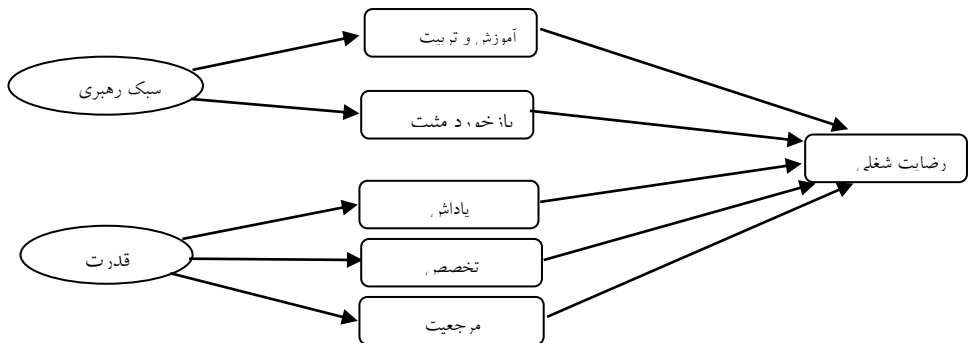 آموزش و تربیت
سبک رهبری
بازخورد مثبت
رضایت شغلی
پاداش
قدرت
تخصص
مرجعیت